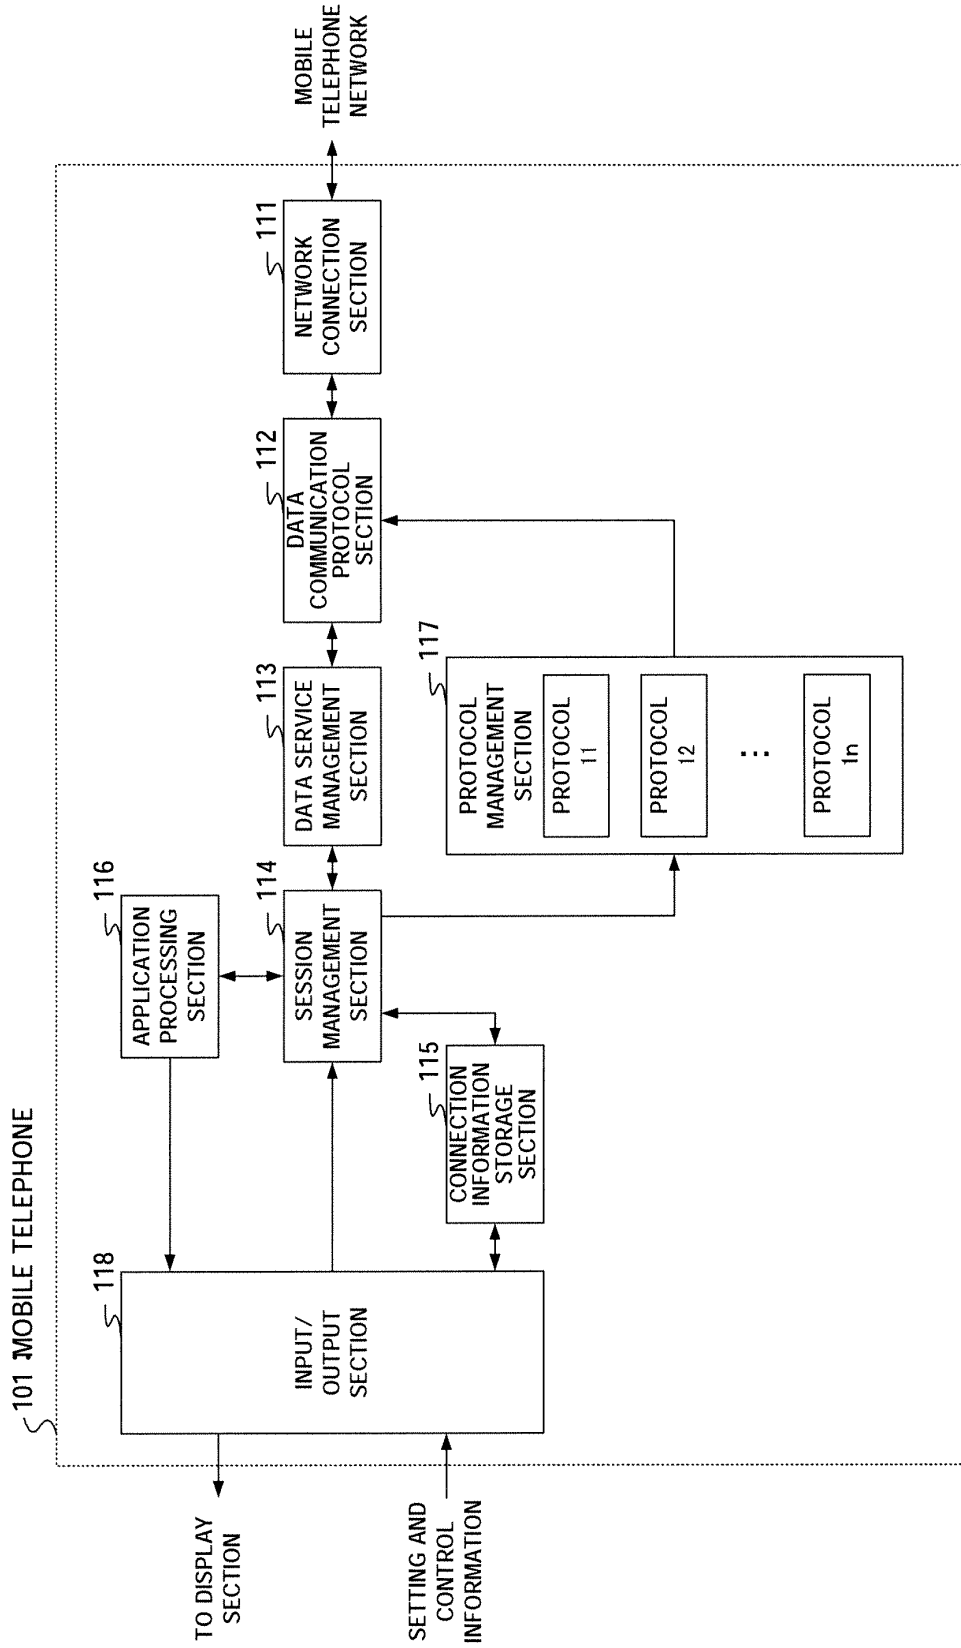 101 :MOBILE TELEPHONE
118
INPUT/
OUTPUT
SECTION
TO DISPLAY
SECTION
SETTING AND
CONTROL
INFORMATION
116
APPLICATION
PROCESSING
SECTION
114
SESSION
MANAGEMENT
SECTION
115
CONNECTION
INFORMATION
STORAGE
SECTION
113
DATA SERVICE
MANAGEMENT
SECTION
112
DATA
COMMUNICATION
PROTOCOL
SECTION
111
NETWORK
CONNECTION
SECTION
MOBILE
TELEPHONE
NETWORK
117
PROTOCOL
MANAGEMENT
SECTION
PROTOCOL
11
PROTOCOL
12
...
PROTOCOL
1n